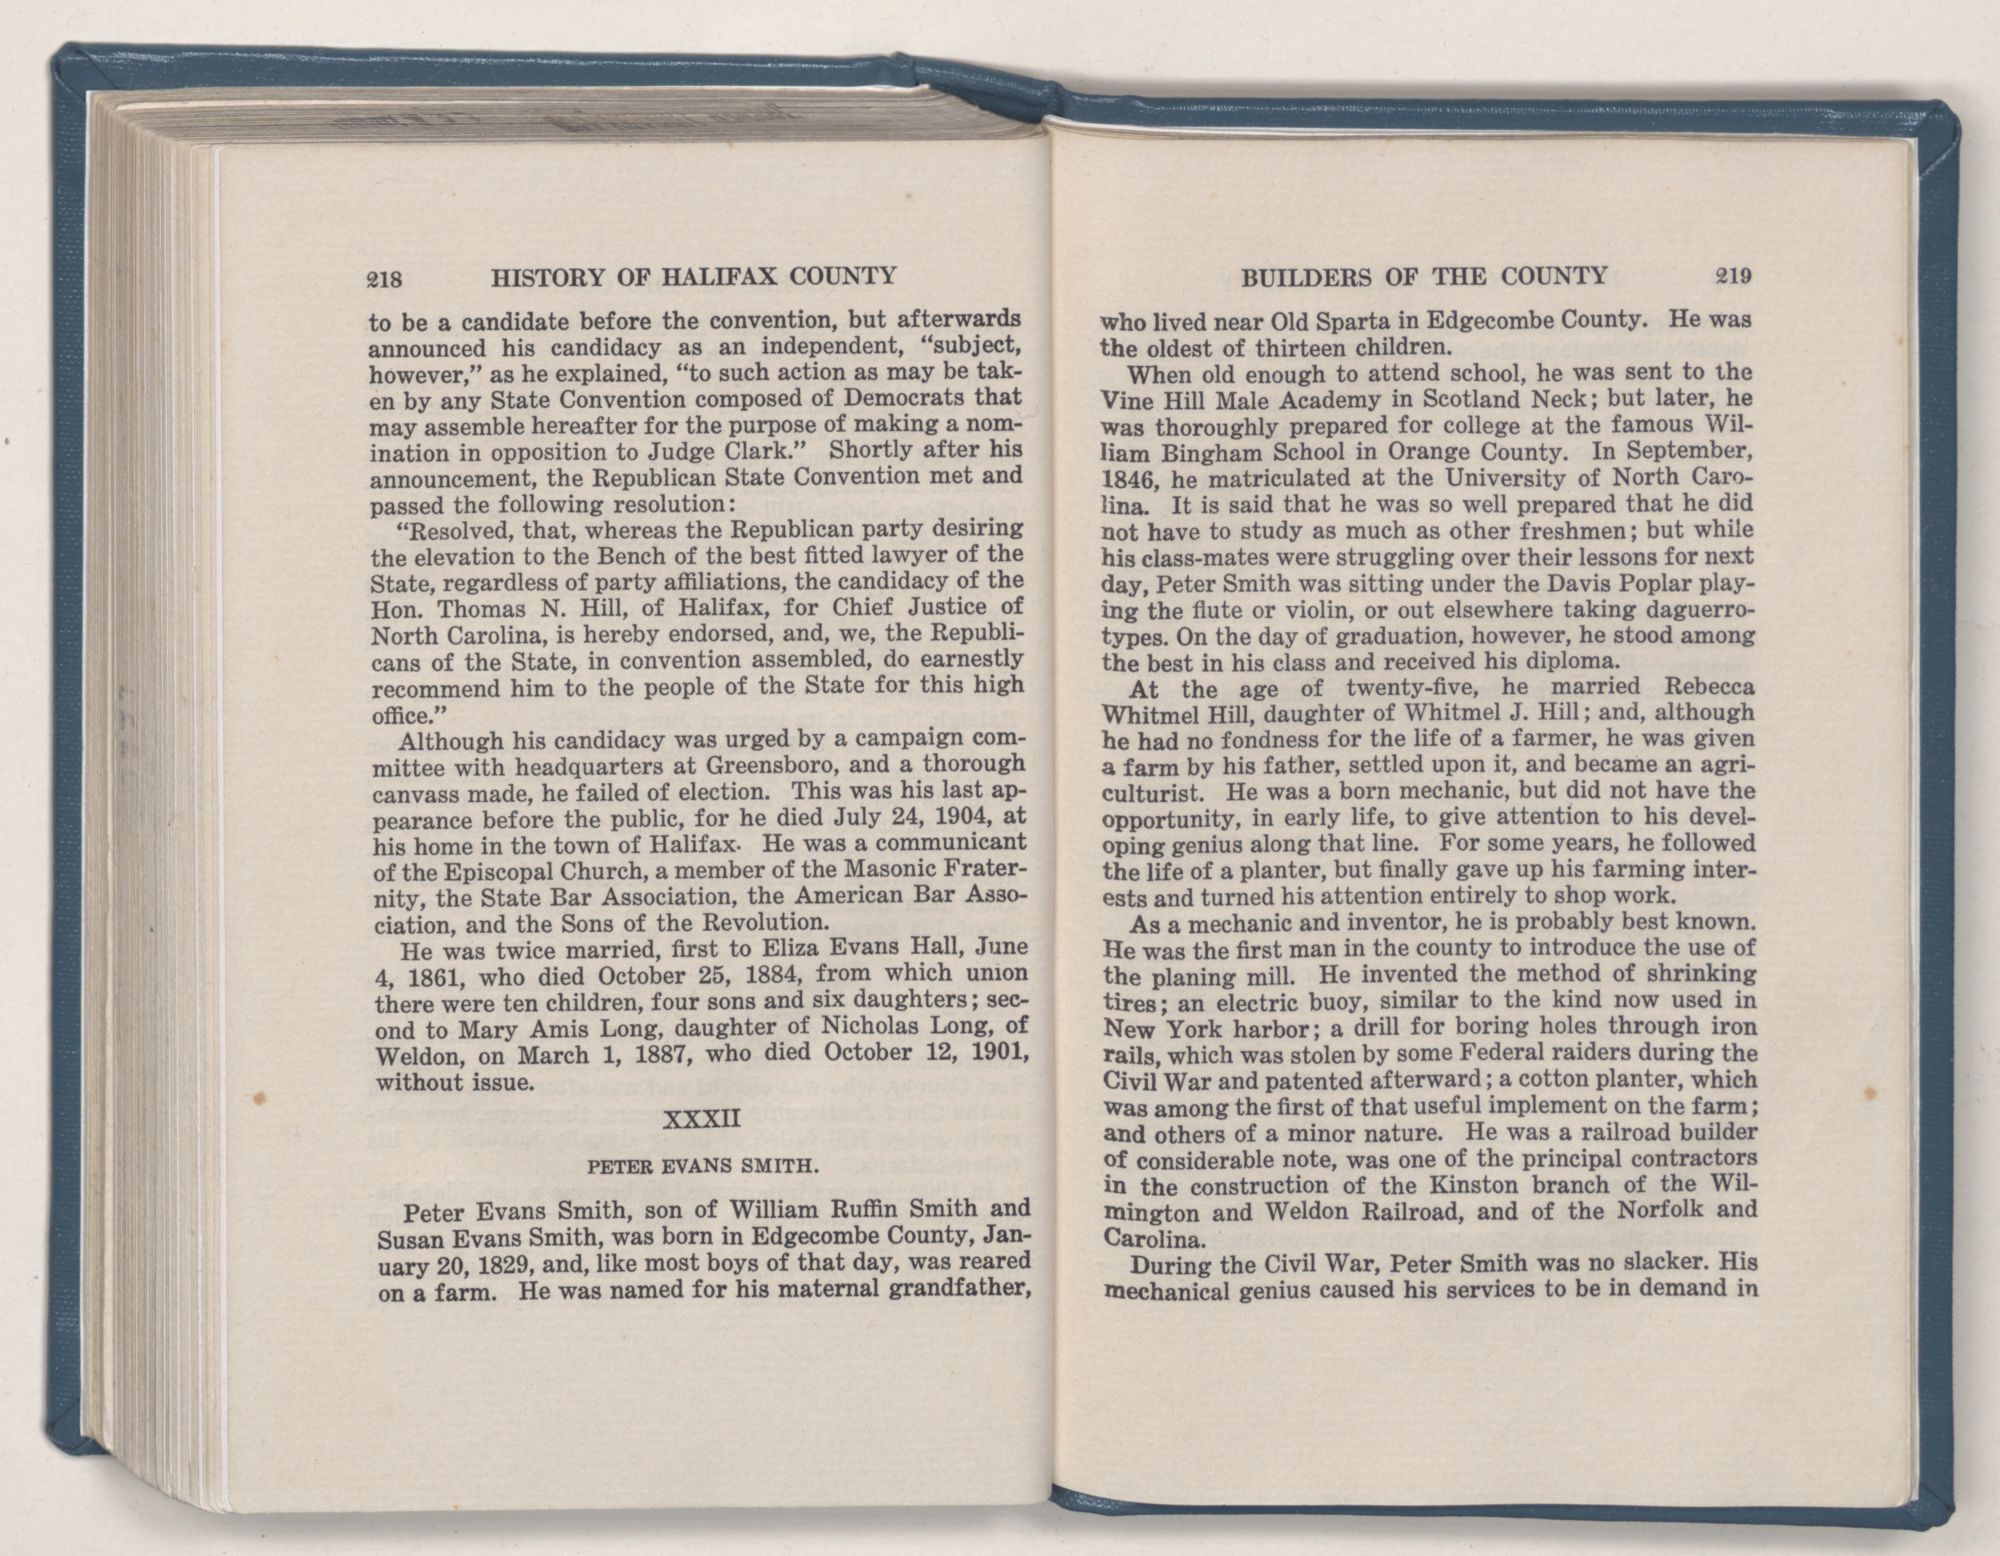 218 HISTORY OF HALIFAX COUNTY
to be a candidate before the convention, but afterwards
announced his candidacy as an independent, “subject,
however,” as he explained, “to such action as may be tak-
en by any State Convention composed of Democrats that
may assemble hereafter for the purpose of making a nom-
ination in opposition to Judge Clark.” Shortly after his
announcement, the Republican State Convention met and
passed the following resolution:
“Resolved, that, whereas the Republican party desiring
the elevation to the Bench of the best fitted lawyer of the
State, regardless of party affiliations, the candidacy of the
Hon. Thomas N. Hill, of Halifax, for Chief Justice of
North Carolina, is hereby endorsed, and, we, the Republi-
cans of the State, in convention assembled, do earnestly
recommend him to the people of the State for this high
office.”
Although his candidacy was urged by a campaign com-
mittee with headquarters at Greensboro, and a thorough
canvass made, he failed of election. This was his last ap-
pearance before the public, for he died July 24, 1904, at
his home in the town of Halifax. He was a communicant
of the Episcopal Church, a member of the Masonic Frater-
nity, the State Bar Association, the American Bar Asso-
ciation, and the Sons of the Revolution.
He was twice married, first to Eliza Evans Hall, June
4, 1861, who died October 25, 1884, from which union
there were ten children, four sons and six daughters; sec-
ond to Mary Amis Long, daughter of Nicholas Long, of
Weldon, on March 1, 1887, who died October 12, 1901,
without issue.
XXXII
PETER EVANS SMITH.
Peter Evans Smith, son of William Ruffin Smith and
Susan Evans Smith, was born in Edgecombe County, Jan-
uary 20, 1829, and, like most boys of that day, was reared
on a farm. He was named for his maternal grandfather,
BUILDERS OF THE COUNTY 219
who lived near Old Sparta in Edgecombe County. He was
the oldest of thirteen children.
When old enough to attend school, he was sent to the
Vine Hill Male Academy in Scotland Neck; but later, he
was thoroughly prepared for college at the famous Wil-
liam Bingham School in Orange County. In September,
1846, he matriculated at the University of North Caro-
lina. It is said that he was so well prepared that he did
not have to study as much as other freshmen; but while
his class-mates were struggling over their lessons for next
day, Peter Smith was sitting under the Davis Poplar play-
ing the flute or violin, or out elsewhere taking daguerro-
types. On the day of graduation, however, he stood among
the best in his class and received his diploma.
At the age of twenty-five, he married Rebecca
Whitmel Hill, daughter of Whitmel J. Hill; and, although
he had no fondness for the life of a farmer, he was given
a farm by his father, settled upon it, and became an agri-
culturist. He was a born mechanic, but did not have the
opportunity, in early life, to give attention to his devel-
oping genius along that line. For some years, he followed
the life of a planter, but finally gave up his farming inter-
ests and turned his attention entirely to shop work.
As a mechanic and inventor, he is probably best known.
He was the first man in the county to introduce the use of
the planing mill. He invented the method of shrinking
tires; an electric buoy, similar to the kind now used in
New York harbor; a drill for boring holes through iron
rails, which was stolen by some Federal raiders during the
Civil War and patented afterward; a cotton planter, which
was among the first of that useful implement on the farm;
and others of a minor nature. He was a railroad builder
of considerable note, was one of the principal contractors
in the construction of the Kinston branch of the Wil-
mington and Weldon Railroad, and of the Norfolk and
Carolina.
During the Civil War, Peter Smith was no slacker. His
mechanical genius caused his services to be in demand in